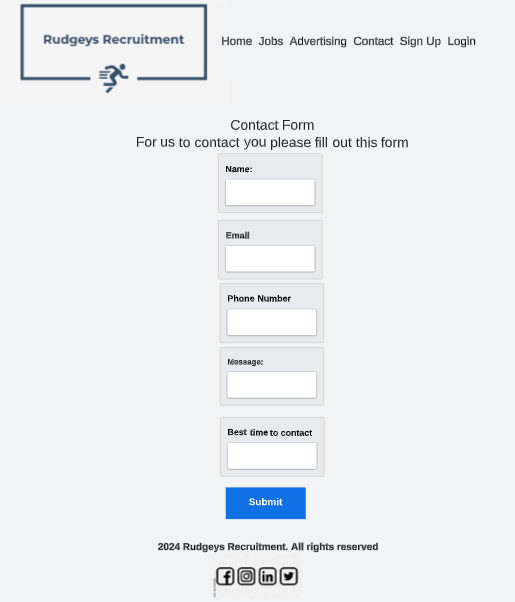 Rudgeys Recruitment
Home Jobs Advertising Contact Sign Up Login
Contact Form
For us to contact you please fill out this form
Name:
Email
Phone Number
Message:
Best time to contact
Submit
2024 Rudgeys Recruitment. All rights reserved